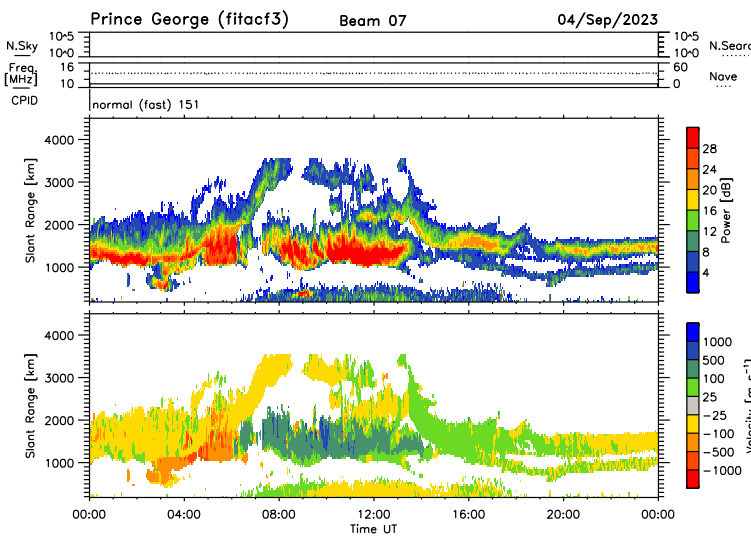 Prince George (fitacf3) Beam 07 04/Sep/2023
N.Sky 10^5 10^0 10^5 10^0 N.Sear
Freq. [MHz] 16 10 60 0 Nave
CPID normal (fast) 151
Slant Range [km] 4000 3000 2000 1000
Power [dB] 28 24 20 16 12 8 4
Slant Range [km] 4000 3000 2000 1000
Velocity [m s^-1] 1000 500 100 25 -25 -100 -500 -1000
00:00 04:00 08:00 12:00 16:00 20:00 00:00
Time UT